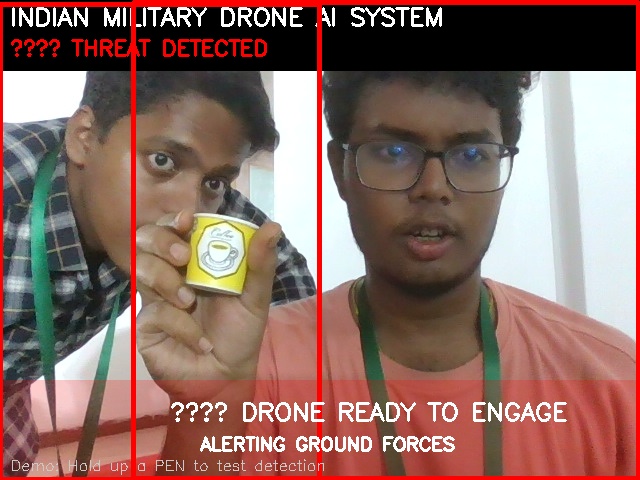 INDIAN MILITARY DRONE AI SYSTEM
???? THREAT DETECTED
Coffee
???? DRONE READY TO ENGAGE
ALERTING GROUND FORCES
Demo: Hold up a PEN to test detection